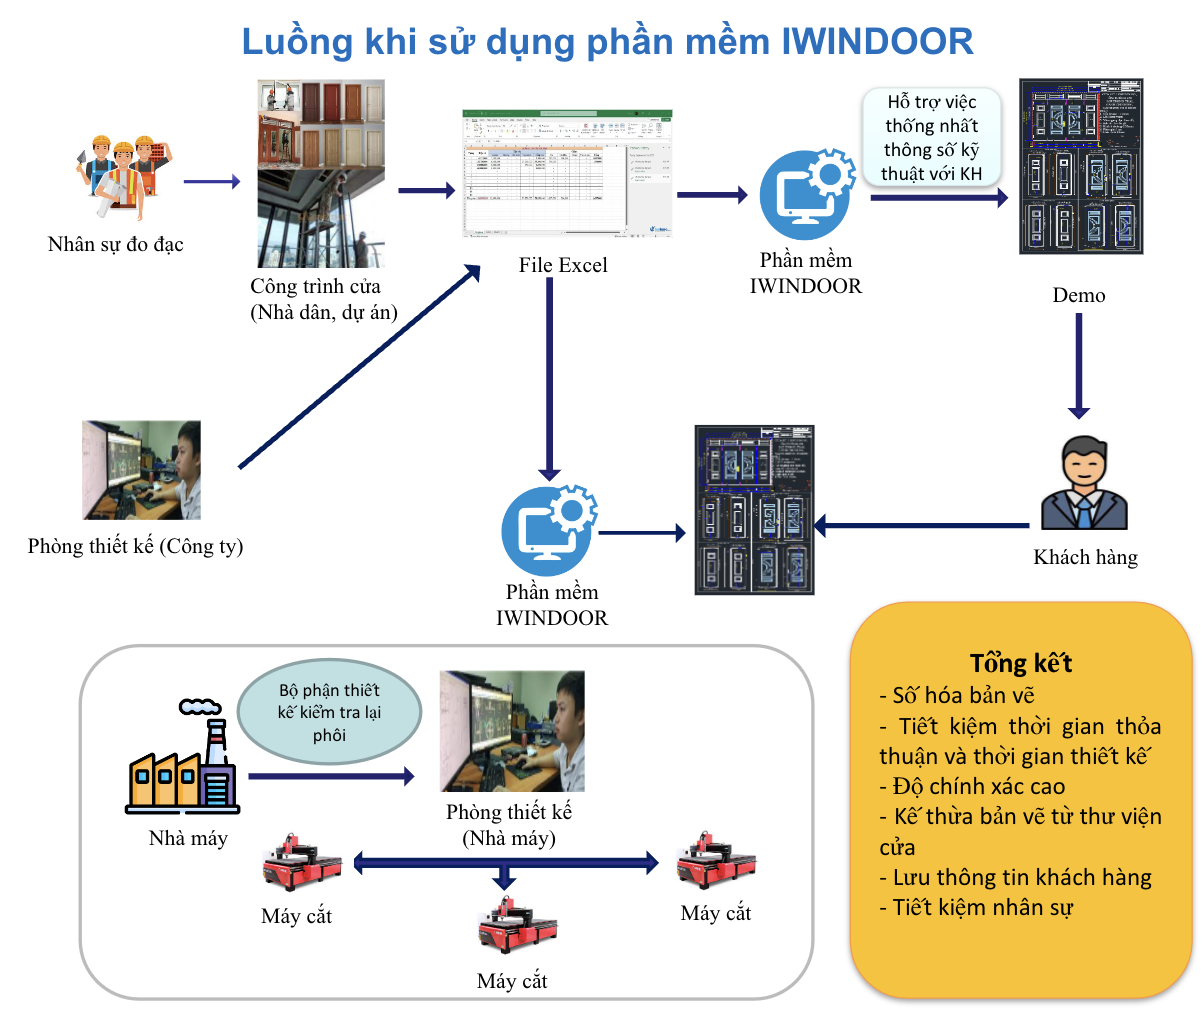 Luồng khi sử dụng phần mềm IWINDOOR
Hỗ trợ việc
thống nhất
thông số kỹ
thuật với KH
Nhân sự đo đạc
Công trình cửa
(Nhà dân, dự án)
File Excel
Phần mềm
IWINDOOR
Demo
Phòng thiết kế (Công ty)
Phần mềm
IWINDOOR
Khách hàng
Bộ phận thiết
kế kiểm tra lại
phôi
Nhà máy
Phòng thiết kế
(Nhà máy)
Máy cắt
Máy cắt
Máy cắt
Tổng kết
- Số hóa bản vẽ
- Tiết kiệm thời gian thỏa
thuận và thời gian thiết kế
- Độ chính xác cao
- Kế thừa bản vẽ từ thư viện
cửa
- Lưu thông tin khách hàng
- Tiết kiệm nhân sự